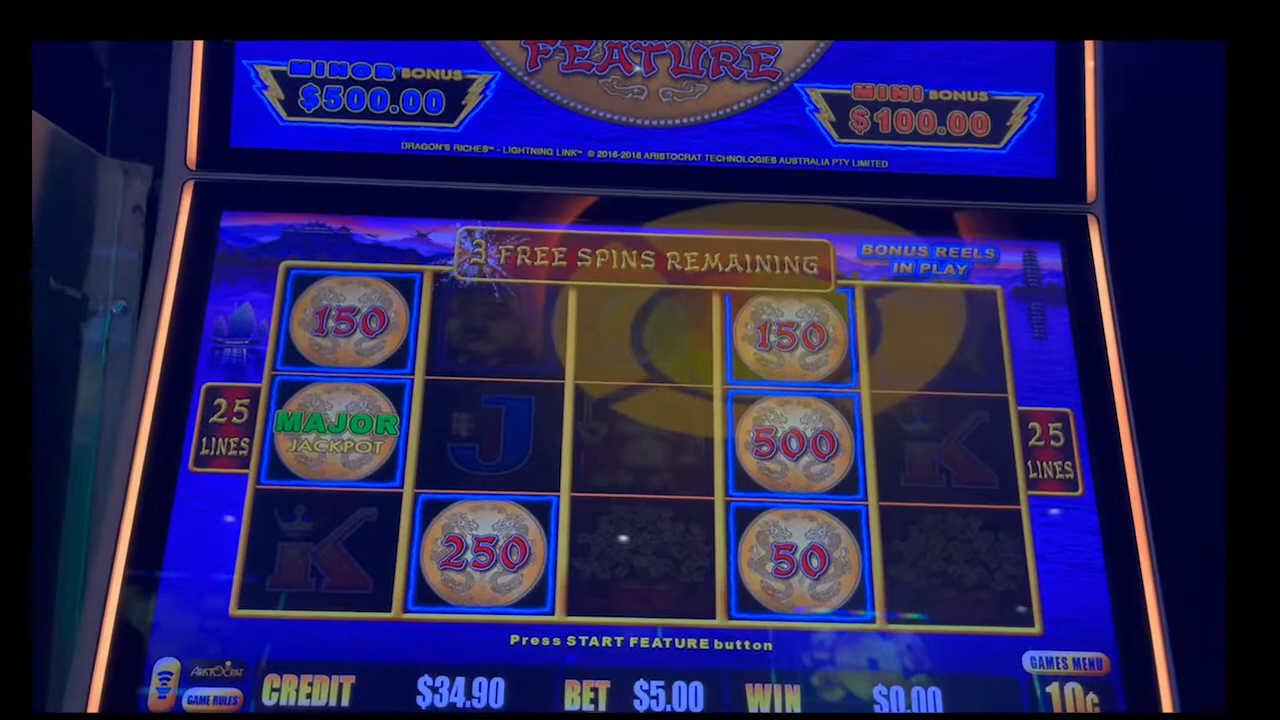 FEATURE
MINOR BONUS
$500.00
MINI BONUS
$100.00
DRAGON'S RICHES™ - LIGHTNING LINK™ © 2016-2018 ARISTOCRAT TECHNOLOGIES AUSTRALIA PTY LIMITED
3 FREE SPINS REMAINING
BONUS REELS
IN PLAY
150
150
25
LINES
MAJOR
JACKPOT
J
500
K
25
LINES
K
250
50
Press START FEATURE button
GAMES MENU
ARISTOCRAT
GAME RULES
CREDIT $34.90 BET $5.00 WIN $0.00 10¢